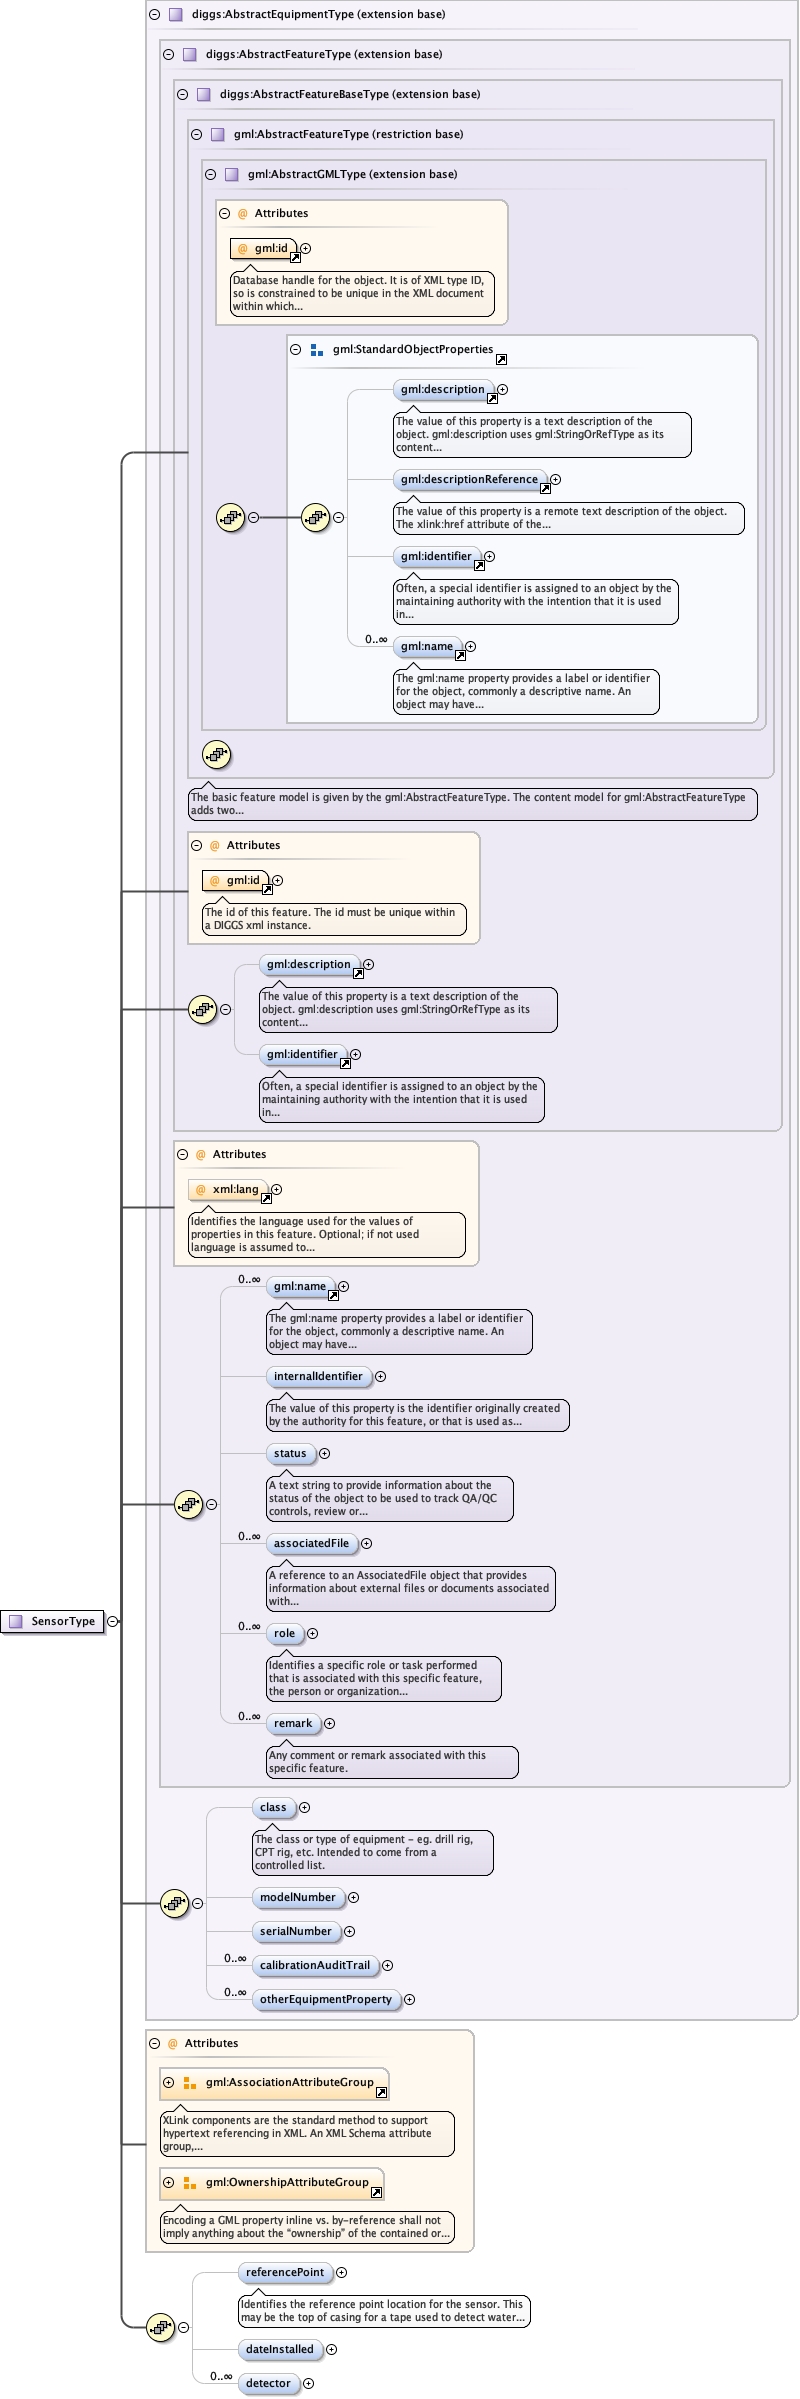 diggs:AbstractEquipmentType (extension base)
diggs:AbstractFeatureType (extension base)
diggs:AbstractFeatureBaseType (extension base)
gml:AbstractFeatureType (restriction base)
gml:AbstractGMLType (extension base)
@ Attributes
@ gml:id
Database handle for the object. It is of XML type ID,
so is constrained to be unique in the XML document
within which...
gml:StandardObjectProperties
gml:description
The value of this property is a text description of the
object. gml:description uses gml:StringOrRefType as its
content...
gml:descriptionReference
The value of this property is a remote text description of the object.
The xlink:href attribute of the...
gml:identifier
Often, a special identifier is assigned to an object by the
maintaining authority with the intention that it is used
in...
0..∞
gml:name
The gml:name property provides a label or identifier
for the object, commonly a descriptive name. An
object may have...
The basic feature model is given by the gml:AbstractFeatureType. The content model for gml:AbstractFeatureType
adds two...
@ Attributes
@ gml:id
The id of this feature. The id must be unique within
a DIGGS xml instance.
gml:description
The value of this property is a text description of the
object. gml:description uses gml:StringOrRefType as its
content...
gml:identifier
Often, a special identifier is assigned to an object by the
maintaining authority with the intention that it is used
in...
@ Attributes
@ xml:lang
Identifies the language used for the values of
properties in this feature. Optional; if not used
language is assumed to...
0..∞
gml:name
The gml:name property provides a label or identifier
for the object, commonly a descriptive name. An
object may have...
internalIdentifier
The value of this property is the identifier originally created
by the authority for this feature, or that is used as...
status
A text string to provide information about the
status of the object to be used to track QA/QC
controls, review or...
0..∞
associatedFile
A reference to an AssociatedFile object that provides
information about external files or documents associated
with...
SensorType
0..∞
role
Identifies a specific role or task performed
that is associated with this specific feature,
the person or organization...
0..∞
remark
Any comment or remark associated with this
specific feature.
class
The class or type of equipment – eg. drill rig,
CPT rig, etc. Intended to come from a
controlled list.
modelNumber
serialNumber
0..∞
calibrationAuditTrail
0..∞
otherEquipmentProperty
@ Attributes
gml:AssociationAttributeGroup
XLink components are the standard method to support
hypertext referencing in XML. An XML Schema attribute
group,...
gml:OwnershipAttributeGroup
Encoding a GML property inline vs. by-reference shall not
imply anything about the “ownership” of the contained or...
referencePoint
Identifies the reference point location for the sensor. This
may be the top of casing for a tape used to detect water...
dateInstalled
0..∞
detector